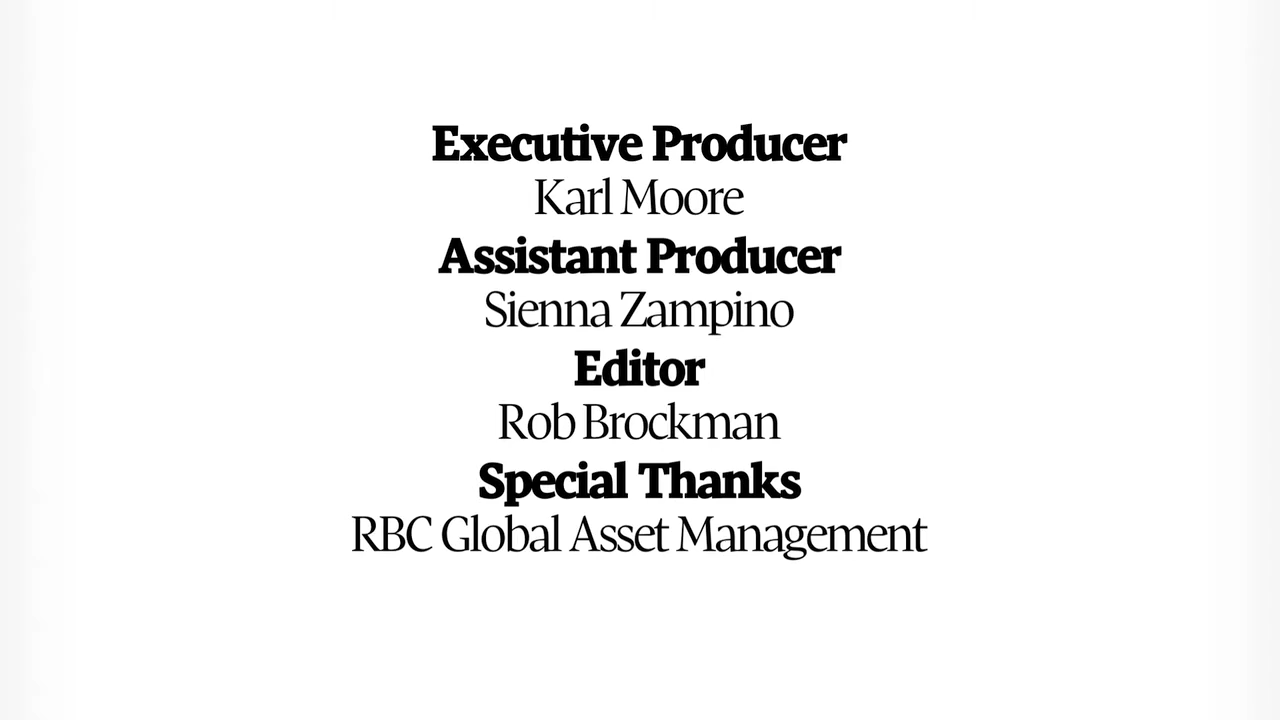 Executive Producer
Karl Moore
Assistant Producer
Sienna Zampino
Editor
Rob Brockman
Special Thanks
RBC Global Asset Management